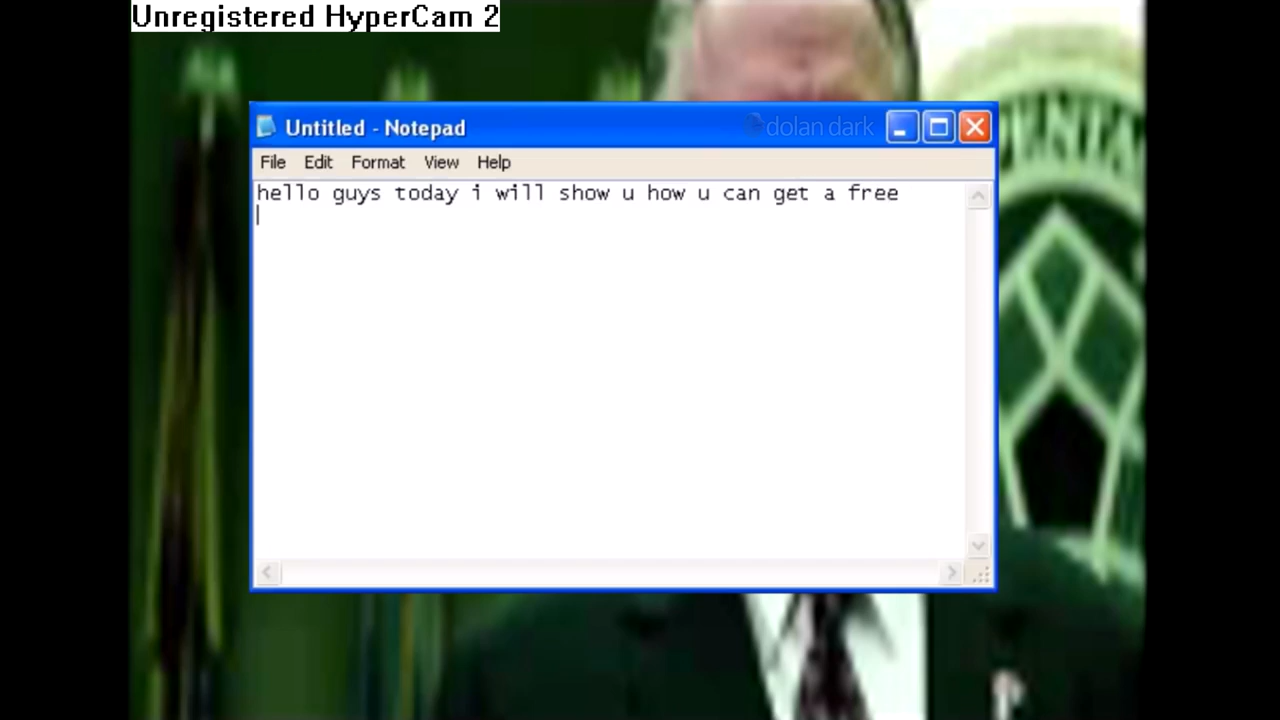 Unregistered HyperCam 2
Untitled - Notepad
dolan dark
File Edit Format View Help
hello guys today i will show u how u can get a free